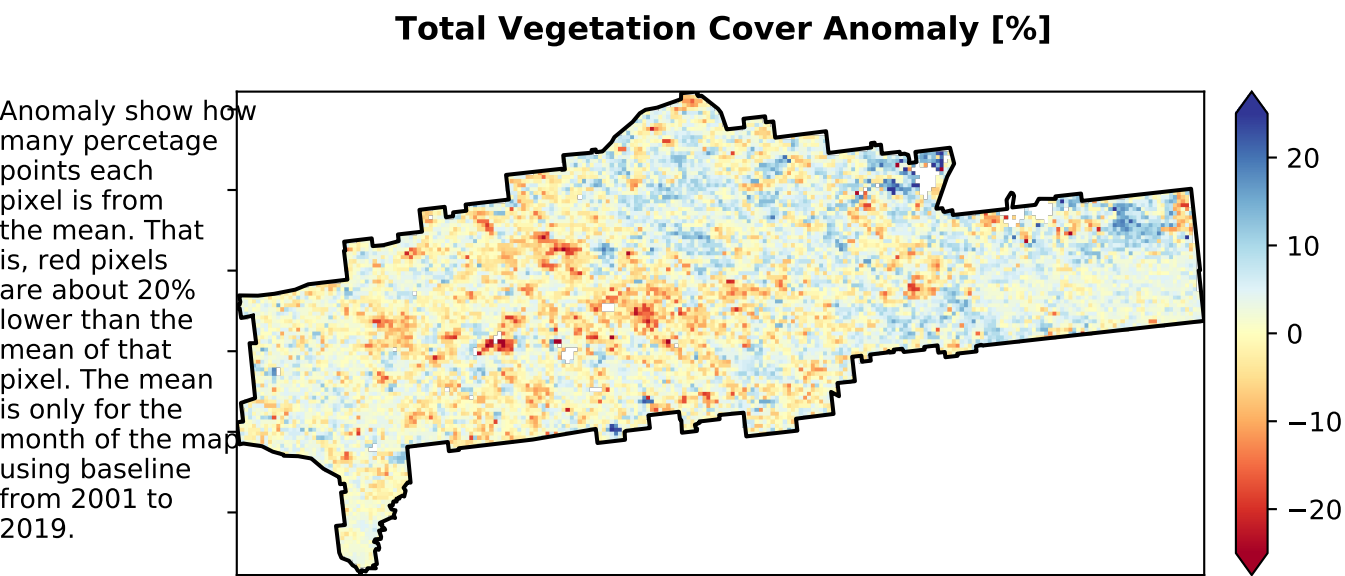 Total Vegetation Cover Anomaly [%]
Anomaly show how
many percetage
points each
pixel is from
the mean. That
is, red pixels
are about 20%
lower than the
mean of that
pixel. The mean
is only for the
month of the map
using baseline
from 2001 to
2019.
20
10
0
−10
−20